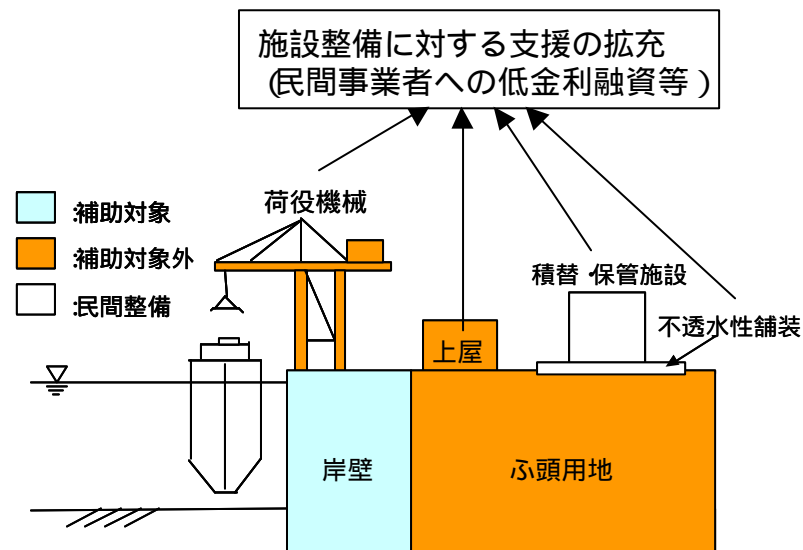 施設整備に対する支援の拡充
(民間事業者への低金利融資等)
荷役機械
:補助対象
:補助対象外
:民間整備
積替・保管施設
不透水性舗装
上屋
岸壁
ふ頭用地